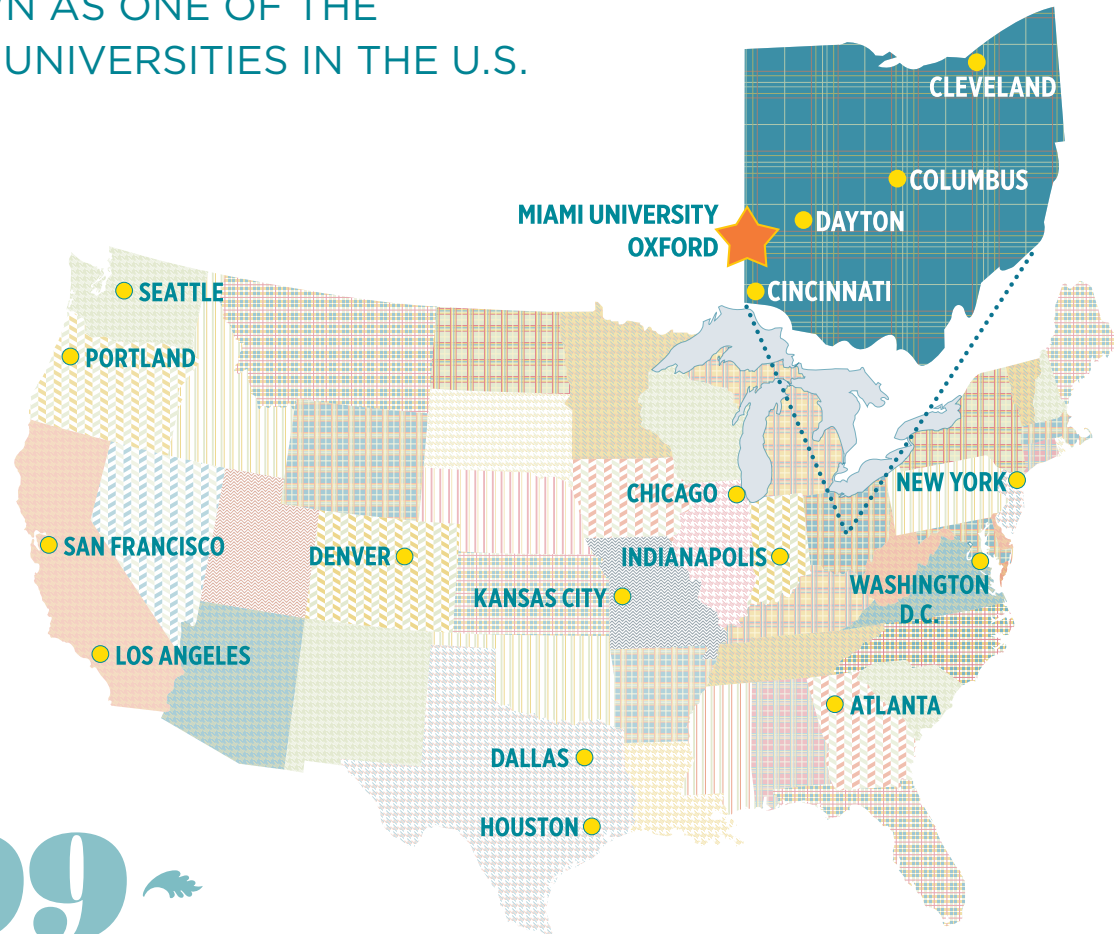 AS ONE OF THE
UNIVERSITIES IN THE U.S.
CLEVELAND
COLUMBUS
MIAMI UNIVERSITY
OXFORD
DAYTON
CINCINNATI
SEATTLE
PORTLAND
CHICAGO
NEW YORK
SAN FRANCISCO
DENVER
INDIANAPOLIS
WASHINGTON
D.C.
KANSAS CITY
LOS ANGELES
ATLANTA
DALLAS
HOUSTON
9